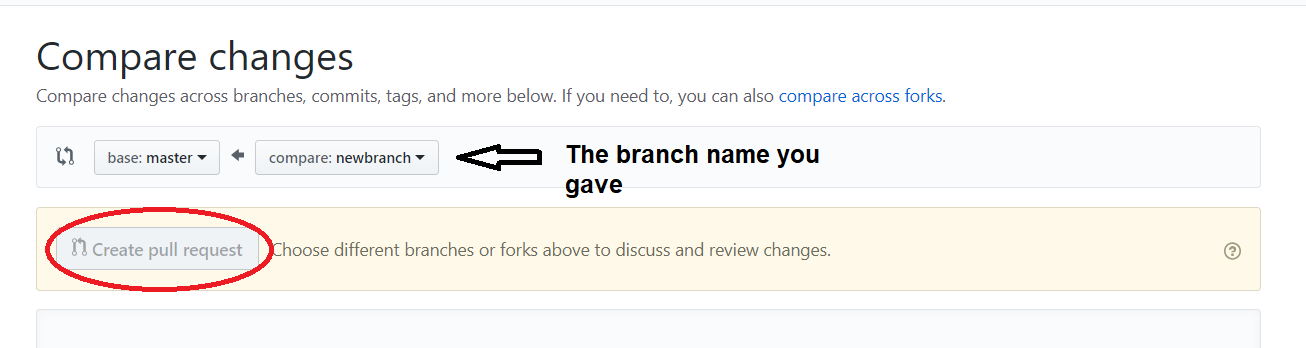 Compare changes
Compare changes across branches, commits, tags, and more below. If you need to, you can also compare across forks.
base: master compare: newbranch The branch name you
gave
Create pull request Choose different branches or forks above to discuss and review changes.